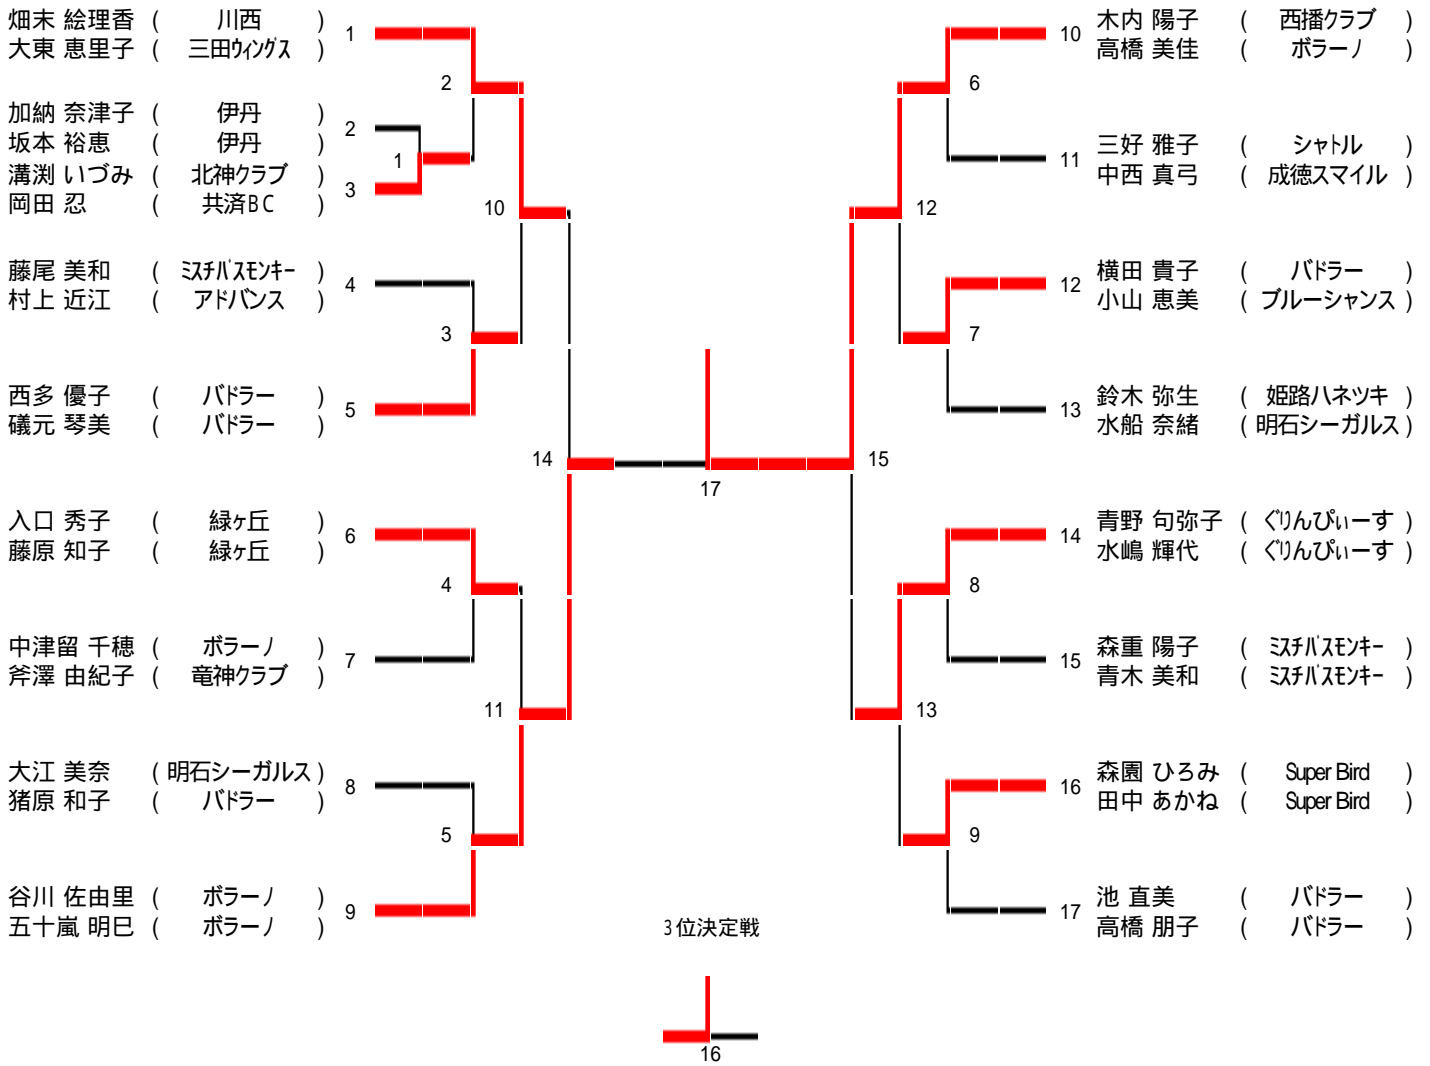 畑末 絵理香 ( 川西 ) 1
大東 恵里子 ( 三田ウィングス )
加納 奈津子 ( 伊丹 ) 2
坂本 裕恵 ( 伊丹 )
溝渕 いづみ ( 北神クラブ ) 3
岡田 忍 ( 共済BC )
藤尾 美和 ( ミスチバスモンキー ) 4
村上 近江 ( アドバンス )
西多 優子 ( バドラー ) 5
礒元 琴美 ( バドラー )
入口 秀子 ( 緑ヶ丘 ) 6
藤原 知子 ( 緑ヶ丘 )
中津留 千穂 ( ボラーノ ) 7
斧澤 由紀子 ( 竜神クラブ )
大江 美奈 ( 明石シーガルス ) 8
猪原 和子 ( バドラー )
谷川 佐由里 ( ボラーノ ) 9
五十嵐 明巳 ( ボラーノ )
2
1
10
3
14
4
11
5
17
3位決定戦
16
6
12
7
15
8
13
9
10 木内 陽子 ( 西播クラブ )
高橋 美佳 ( ボラーノ )
11 三好 雅子 ( シャトル )
中西 真弓 ( 成徳スマイル )
12 横田 貴子 ( バドラー )
小山 恵美 ( ブルーシャンス )
13 鈴木 弥生 ( 姫路ハネツキ )
水船 奈緒 ( 明石シーガルス )
14 青野 句弥子 ( ぐりんぴぃーす )
水嶋 輝代 ( ぐりんぴぃーす )
15 森重 陽子 ( ミスチバスモンキー )
青木 美和 ( ミスチバスモンキー )
16 森園 ひろみ ( Super Bird )
田中 あかね ( Super Bird )
17 池 直美 ( バドラー )
高橋 朋子 ( バドラー )